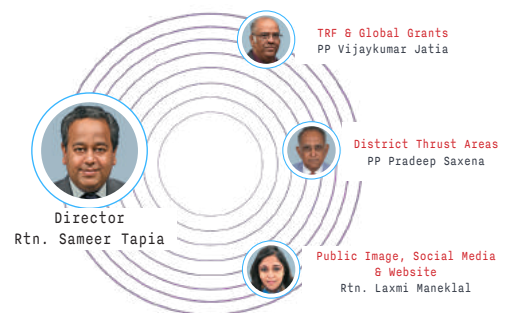 TRF & Global Grants
PP Vijaykumar Jatia
District Thrust Areas
PP Pradeep Saxena
Director
Rtn. Sameer Tapia
Public Image, Social Media
& Website
Rtn. Laxmi Maneklal